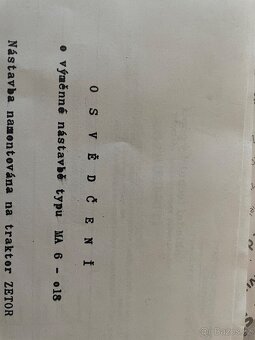 O S V Ě D Č E N Í
o výměnné nástavbě typu MA 6 - o18
Nástavba namontována na traktor ZETOR